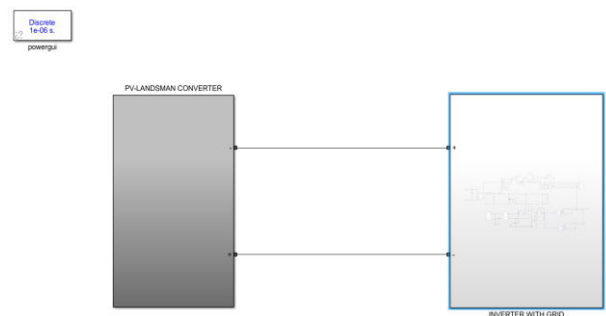 Discrete
1e-06 s.
powergui
PV-LANDSMAN CONVERTER
-
+
+
-
INVERTER WITH GRID